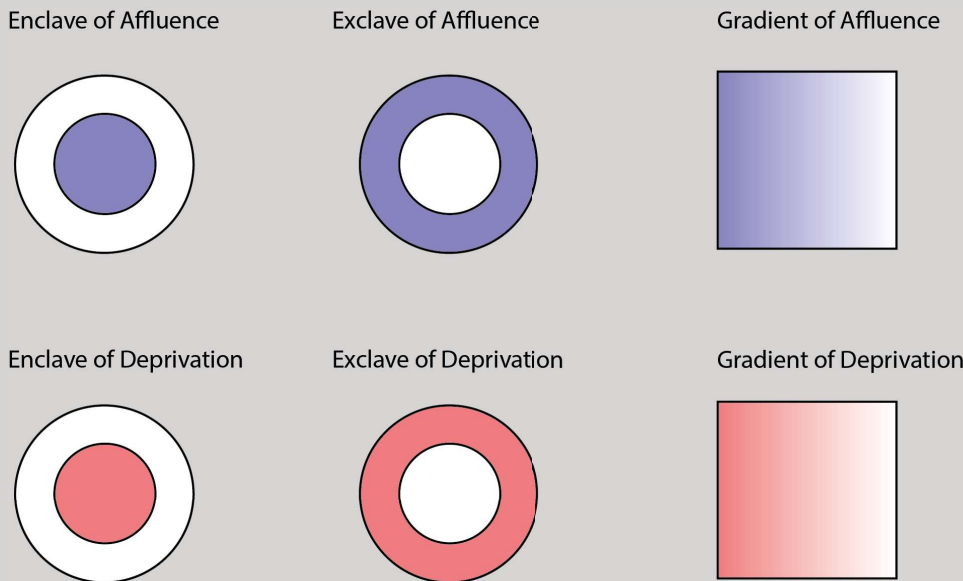 Enclave of Affluence
Exclave of Affluence
Gradient of Affluence
Enclave of Deprivation
Exclave of Deprivation
Gradient of Deprivation